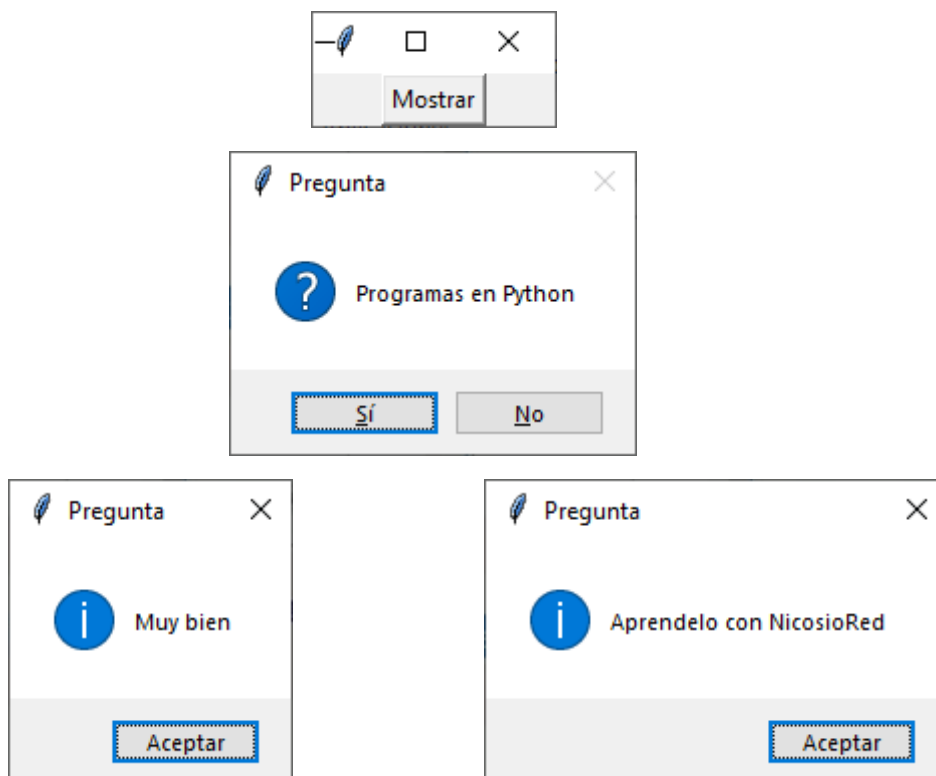 Mostrar
Pregunta
Programas en Python
Sí
No
Pregunta
Muy bien
Aceptar
Pregunta
Aprendelo con NicosioRed
Aceptar